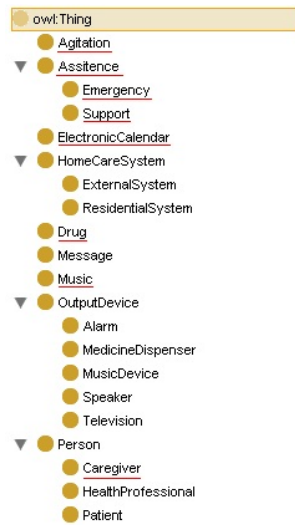 owl:Thing
Agitation
Assitence
Emergency
Support
ElectronicCalendar
HomeCareSystem
ExternalSystem
ResidentialSystem
Drug
Message
Music
OutputDevice
Alarm
MedicineDispenser
MusicDevice
Speaker
Television
Person
Caregiver
HealthProfessional
Patient